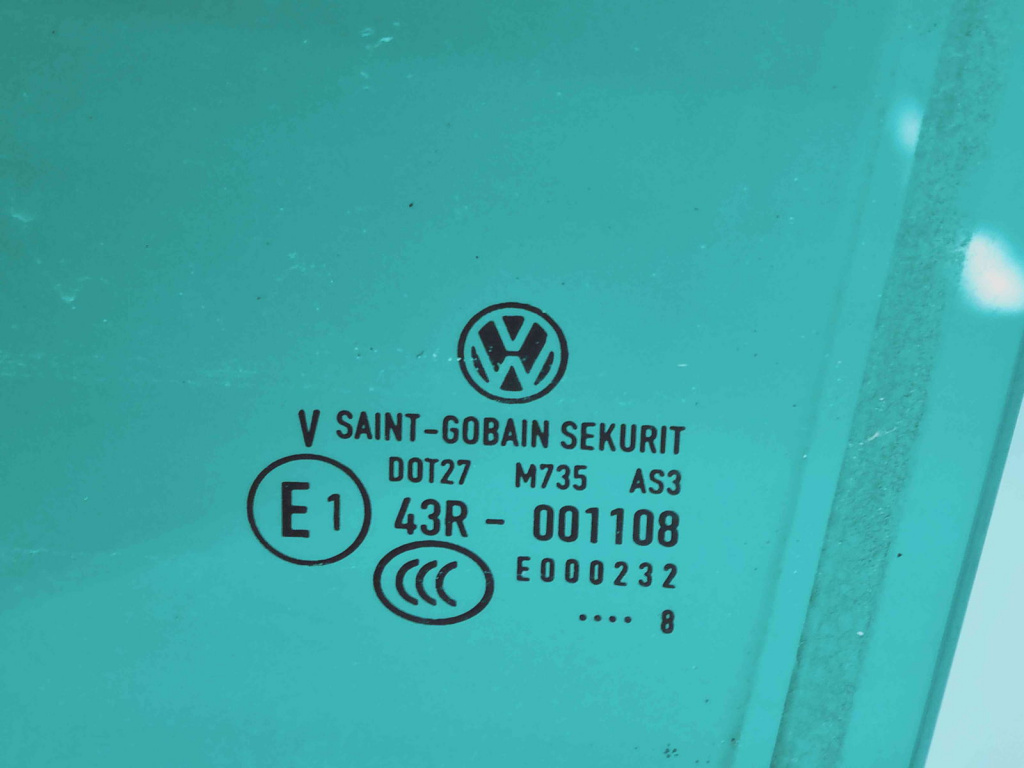 V SAINT-GOBAIN SEKURIT
DOT27 M735 AS3
E1 43R - 001108
CCC E000232
.... 8